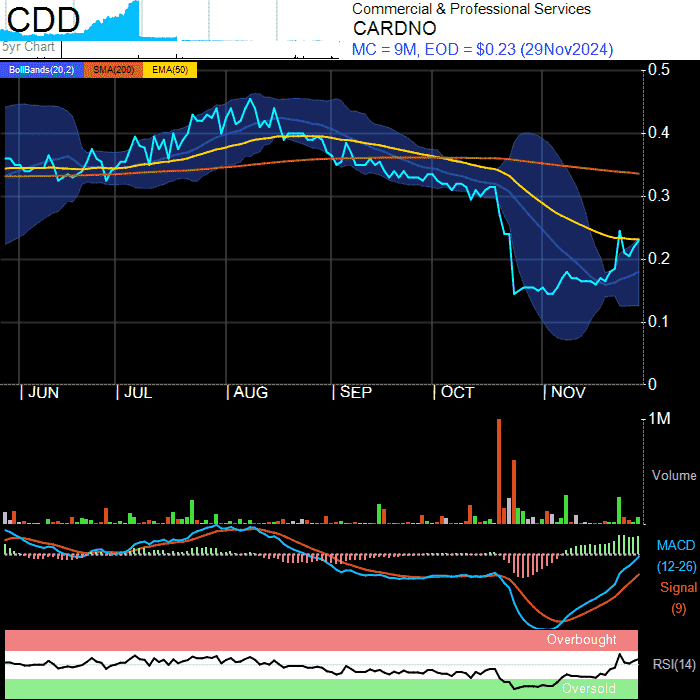 CDD
5yr Chart
Commercial & Professional Services
CARDNO
MC = 9M, EOD = $0.23 (29Nov2024)
BollBands(20,2) SMA(200) EMA(50)
0.5
0.4
0.3
0.2
0.1
0
JUN JUL AUG SEP OCT NOV
1M
Volume
MACD
(12-26)
Signal
(9)
Overbought
RSI(14)
Oversold